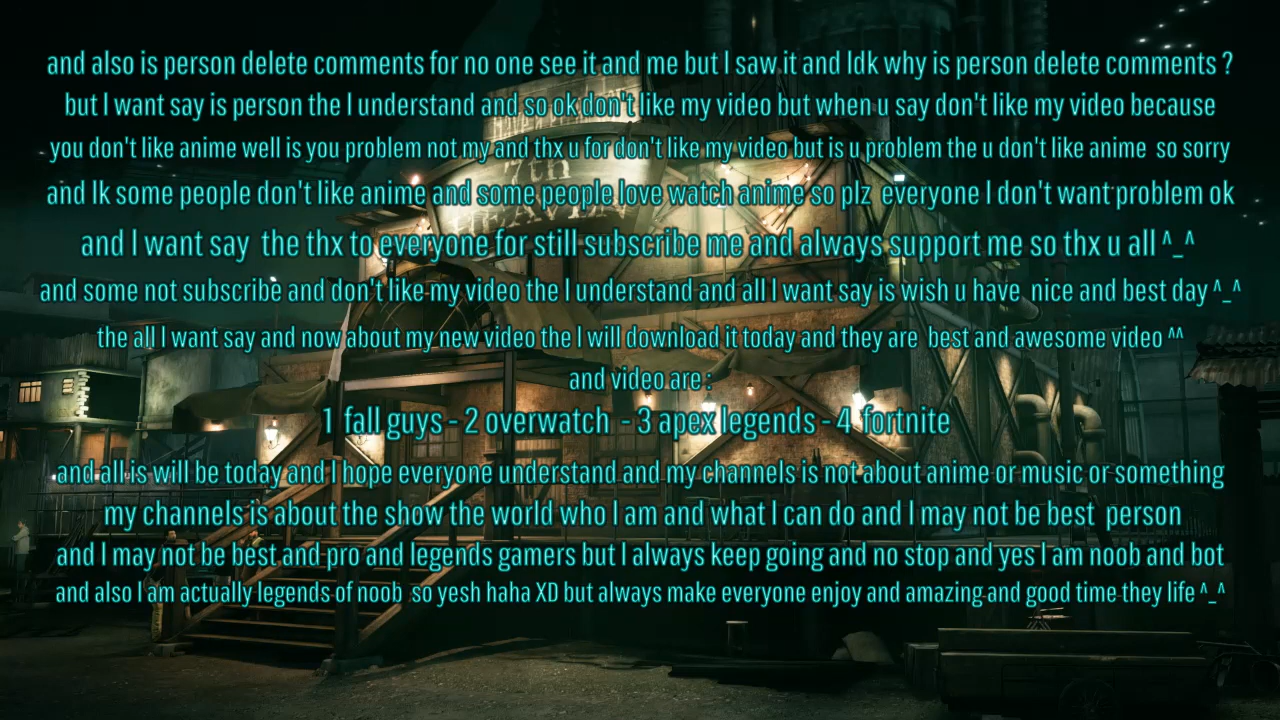 and also is person delete comments for no one see it and me but I saw it and Idk why is person delete comments ?
but I want say is person the I understand and so ok don't like my video but when u say don't like my video because
you don't like anime well is you problem not my and thx u for don't like my video but is u problem the u don't like anime so sorry
and Ik some people don't like anime and some people love watch anime so plz everyone I don't want problem ok
and I want say the thx to everyone for still subscribe me and always support me so thx u all ^_^
and some not subscribe and don't like my video the I understand and all I want say is wish u have nice and best day ^_^
the all I want say and now about my new video the I will download it today and they are best and awesome video ^^
and video are :
1 fall guys - 2 overwatch - 3 apex legends - 4 fortnite
and all is will be today and I hope everyone understand and my channels is not about anime or music or something
my channels is about the show the world who I am and what I can do and I may not be best person
and I may not be best and pro and legends gamers but I always keep going and no stop and yes I am noob and bot
and also I am actually legends of noob so yesh haha XD but always make everyone enjoy and amazing and good time they life ^_^
7th
HEAVEN